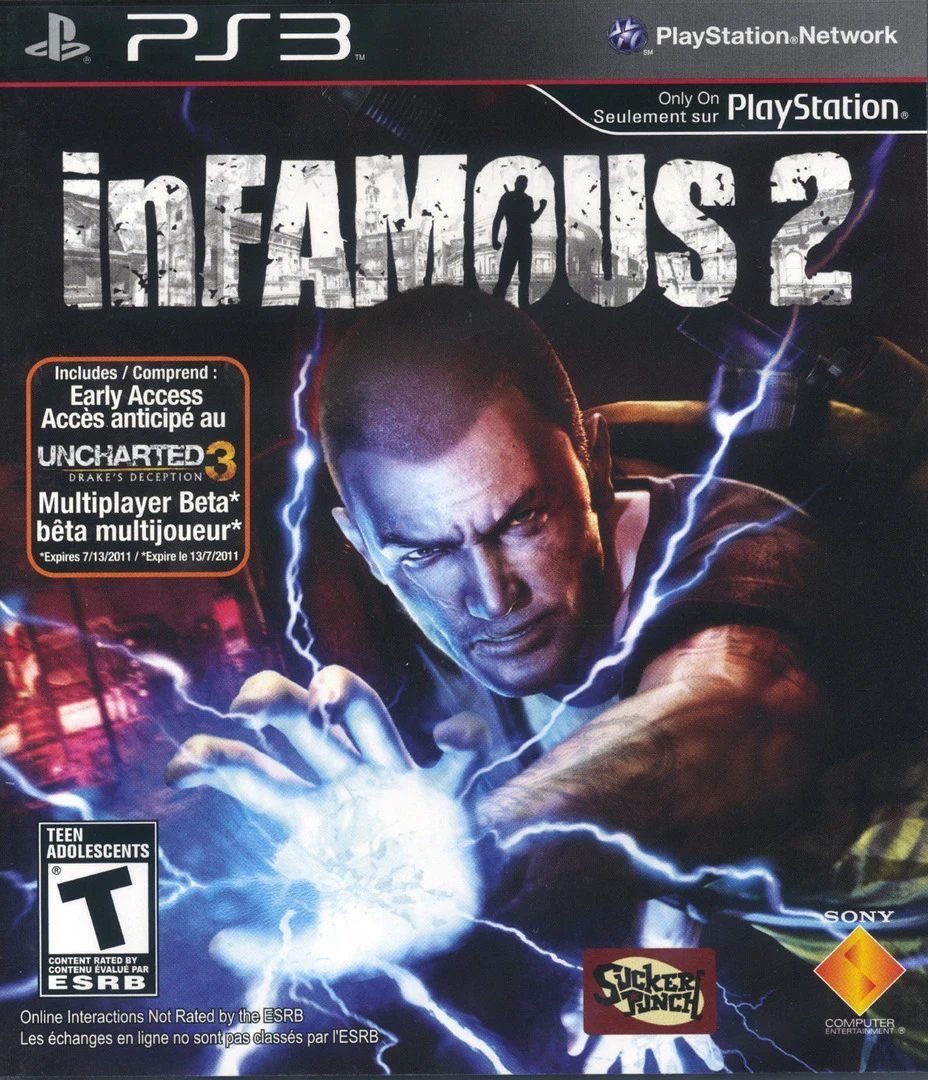 PS3™
PlayStation®Network
SM
Only On
Seulement sur PlayStation®
inFAMOUS 2
Includes / Comprend :
Early Access
Accès anticipé au
UNCHARTED 3
DRAKE'S DECEPTION
Multiplayer Beta*
bêta multijoueur*
*Expires 7/13/2011 / *Expire le 13/7/2011
TEEN
ADOLESCENTS
®
T
CONTENT RATED BY
CONTENU ÉVALUÉ PAR
ESRB
Online Interactions Not Rated by the ESRB
Les échanges en ligne no sont pas classés par l'ESRB
SUCKER
PUNCH
SONY
COMPUTER
ENTERTAINMENT®